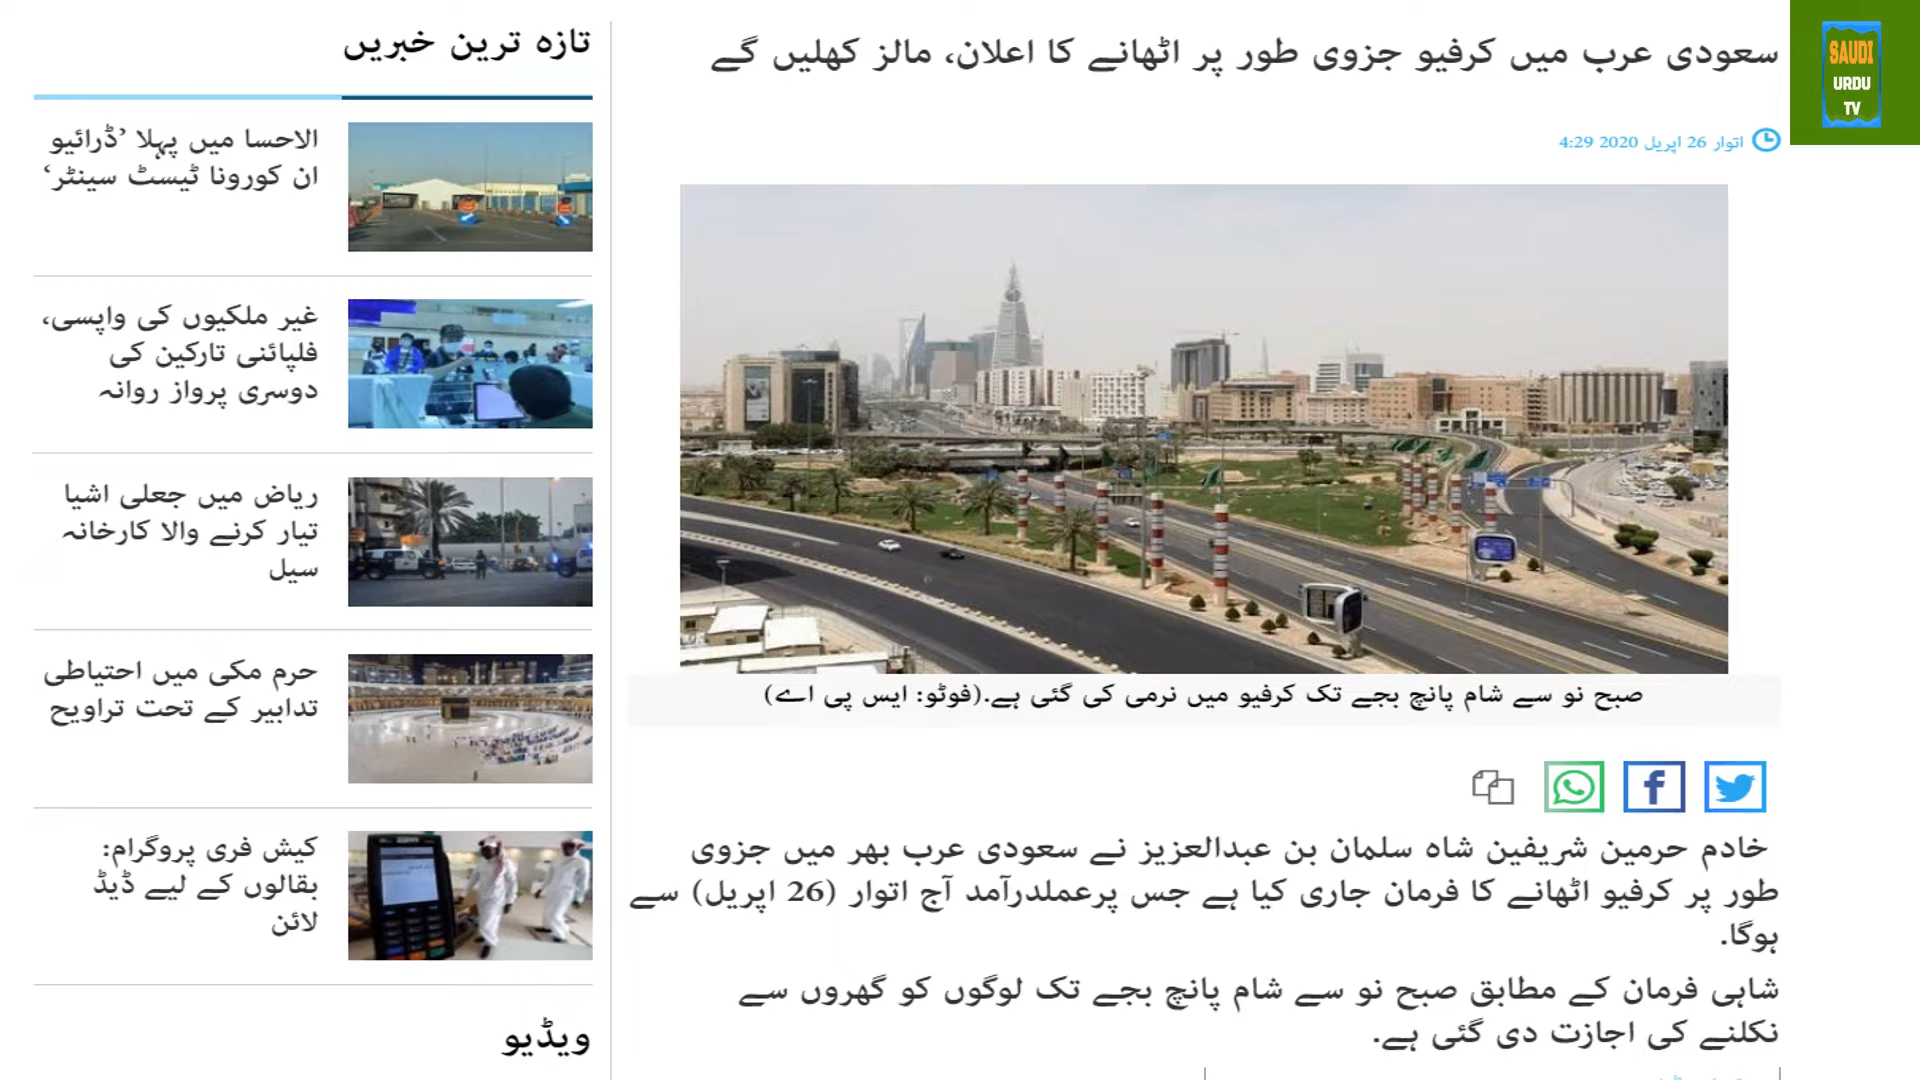 سعودی عرب میں کرفیو جزوی طور پر اٹھانے کا اعلان، مالز کھلیں گے
SAUDI
URDU
TV
اتوار 26 اپریل 2020 4:29
صبح نو سے شام پانچ بجے تک کرفیو میں نرمی کی گئی ہے.(فوٹو: ایس پی اے)
خادم حرمین شریفین شاہ سلمان بن عبدالعزیز نے سعودی عرب بھر میں جزوی
طور پر کرفیو اٹھانے کا فرمان جاری کیا ہے جس پرعملدرآمد آج اتوار (26 اپریل) سے
ہوگا.
شاہی فرمان کے مطابق صبح نو سے شام پانچ بجے تک لوگوں کو گھروں سے
نکلنے کی اجازت دی گئی ہے.
تازہ ترین خبریں
الاحسا میں پہلا ’ڈرائیو
ان کورونا ٹیسٹ سینٹر‘
غیر ملکیوں کی واپسی،
فلپائنی تارکین کی
دوسری پرواز روانہ
ریاض میں جعلی اشیا
تیار کرنے والا کارخانہ
سیل
حرم مکی میں احتیاطی
تدابیر کے تحت تراویح
کیش فری پروگرام:
بقالوں کے لیے ڈیڈ
لائن
ویڈیو